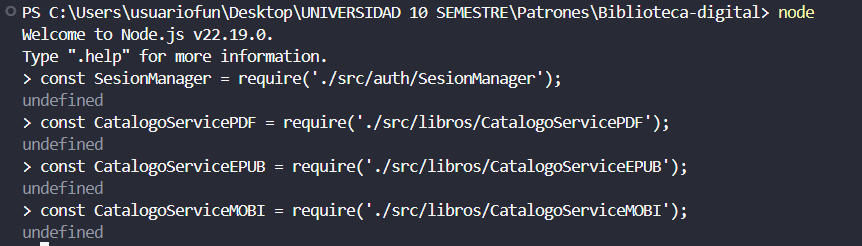 PS C:\Users\usuariofun\Desktop\UNIVERSIDAD 10 SEMESTRE\Patrones\Biblioteca-digital> node
Welcome to Node.js v22.19.0.
Type ".help" for more information.
> const SesionManager = require('./src/auth/SesionManager');
undefined
> const CatalogoServicePDF = require('./src/libros/CatalogoServicePDF');
undefined
> const CatalogoServiceEPUB = require('./src/libros/CatalogoServiceEPUB');
undefined
> const CatalogoServiceMOBI = require('./src/libros/CatalogoServiceMOBI');
undefined